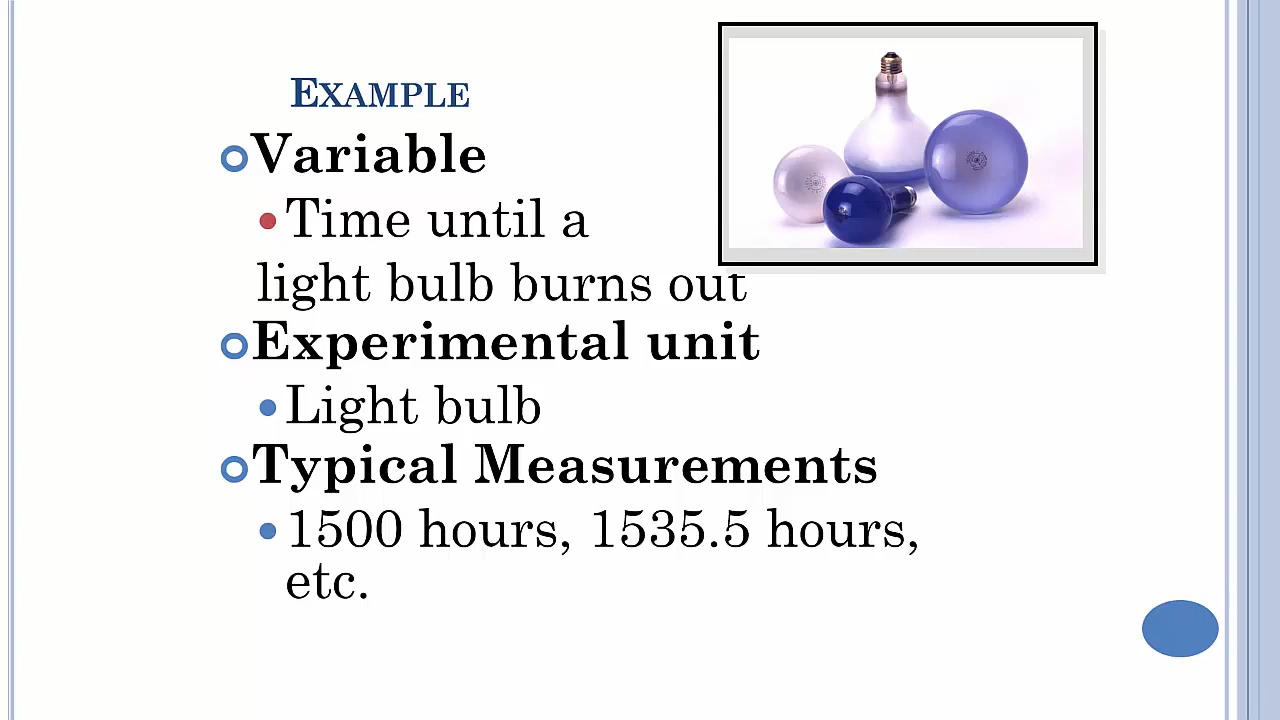 EXAMPLE
Variable
Time until a
light bulb burns out
Experimental unit
Light bulb
Typical Measurements
1500 hours, 1535.5 hours,
etc.